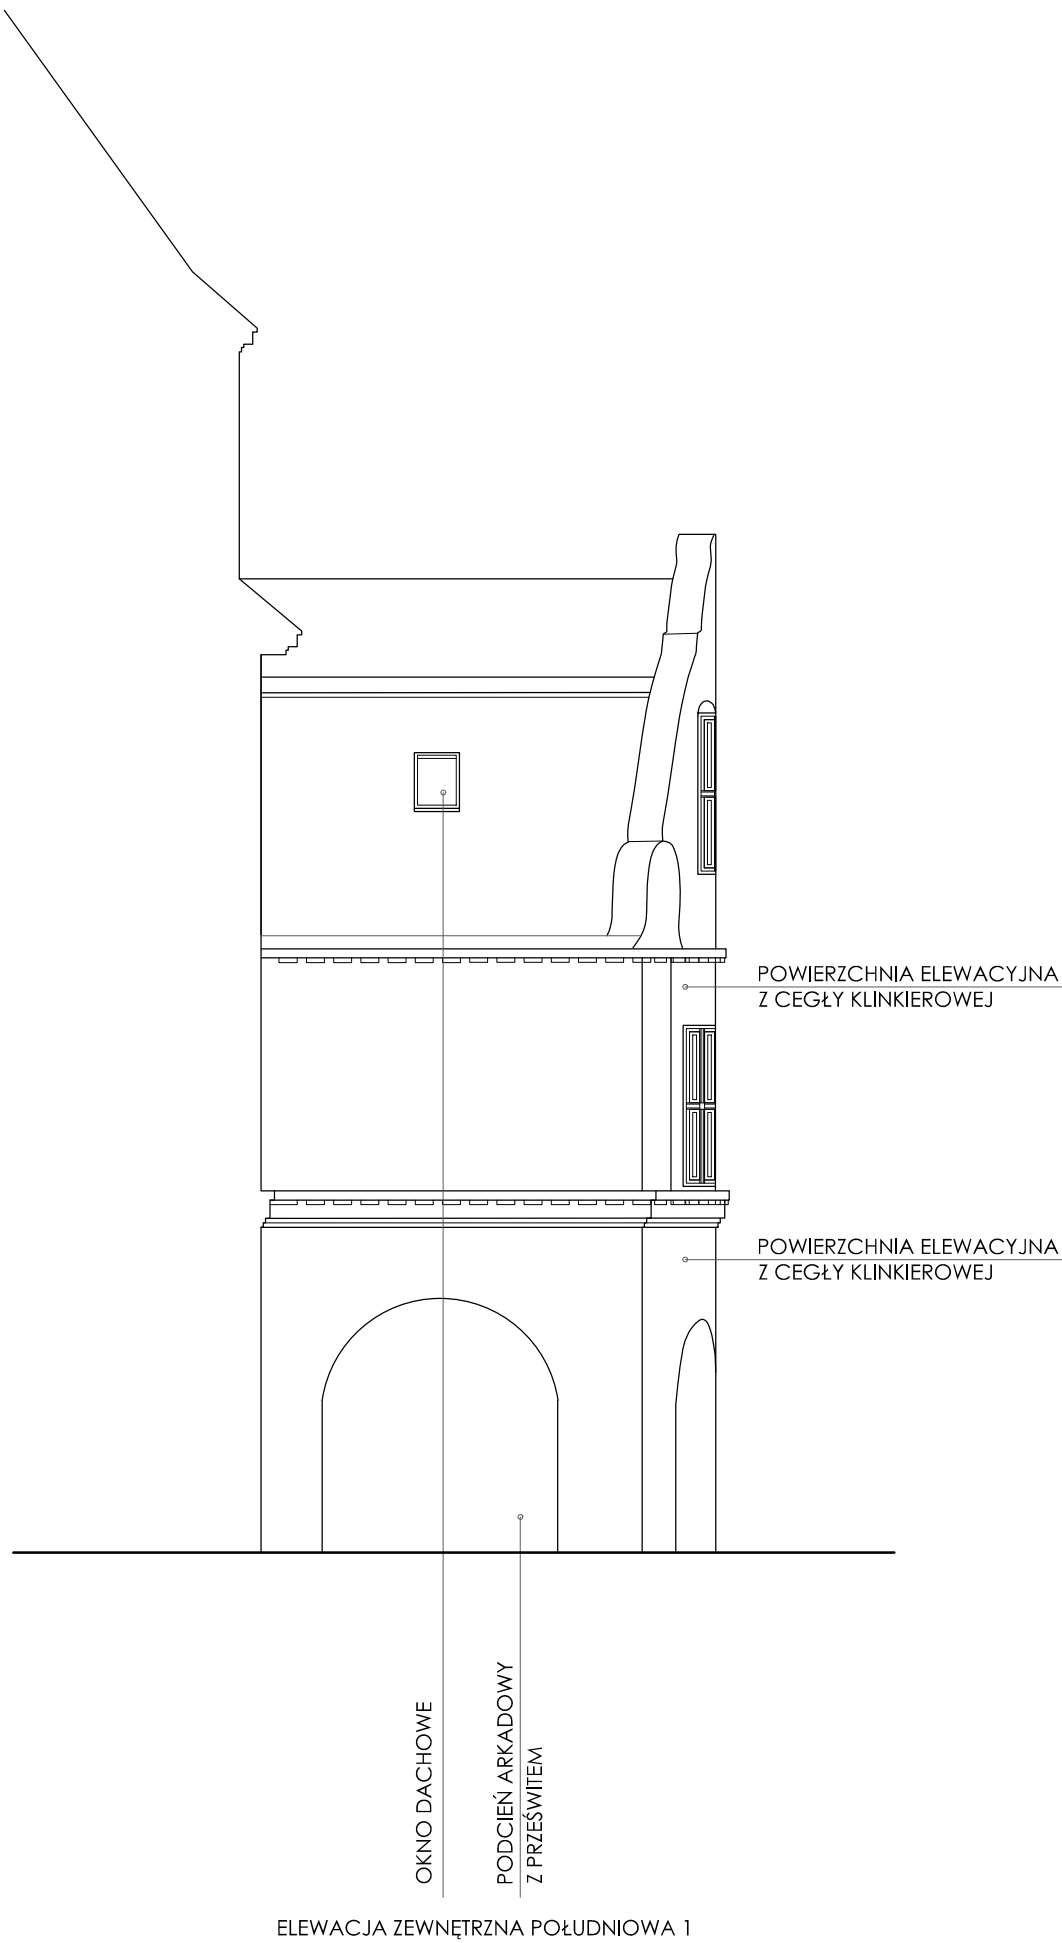 POWIERZCHNIA ELEWACYJNA
Z CEGŁY KLINKIEROWEJ
POWIERZCHNIA ELEWACYJNA
Z CEGŁY KLINKIEROWEJ
OKNO DACHOWE
PODCIEŃ ARKADOWY
Z PRZEŚWITEM
ELEWACJA ZEWNĘTRZNA POŁUDNIOWA 1